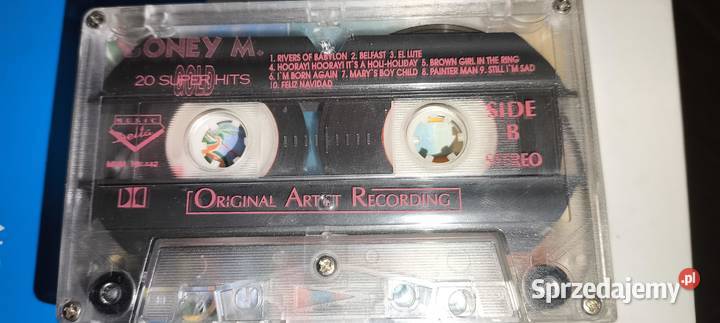 BONEY M.
1. RIVERS OF BABYLON 2. BELFAST 3. EL LUTE
4. HOORAY! HOORAY! IT'S A HOLI-HOLIDAY 5. BROWN GIRL IN THE RING
6. I'M BORN AGAIN 7. MARY'S BOY CHILD 8. PAINTER MAN 9. STILL I'M SAD
10. FELIZ NAVIDAD
20 SUPER HITS
GOLD
MUSIC
Delta
SIDE
B
STEREO
ORIGINAL ARTIST RECORDING
Sprzedajemy.pl